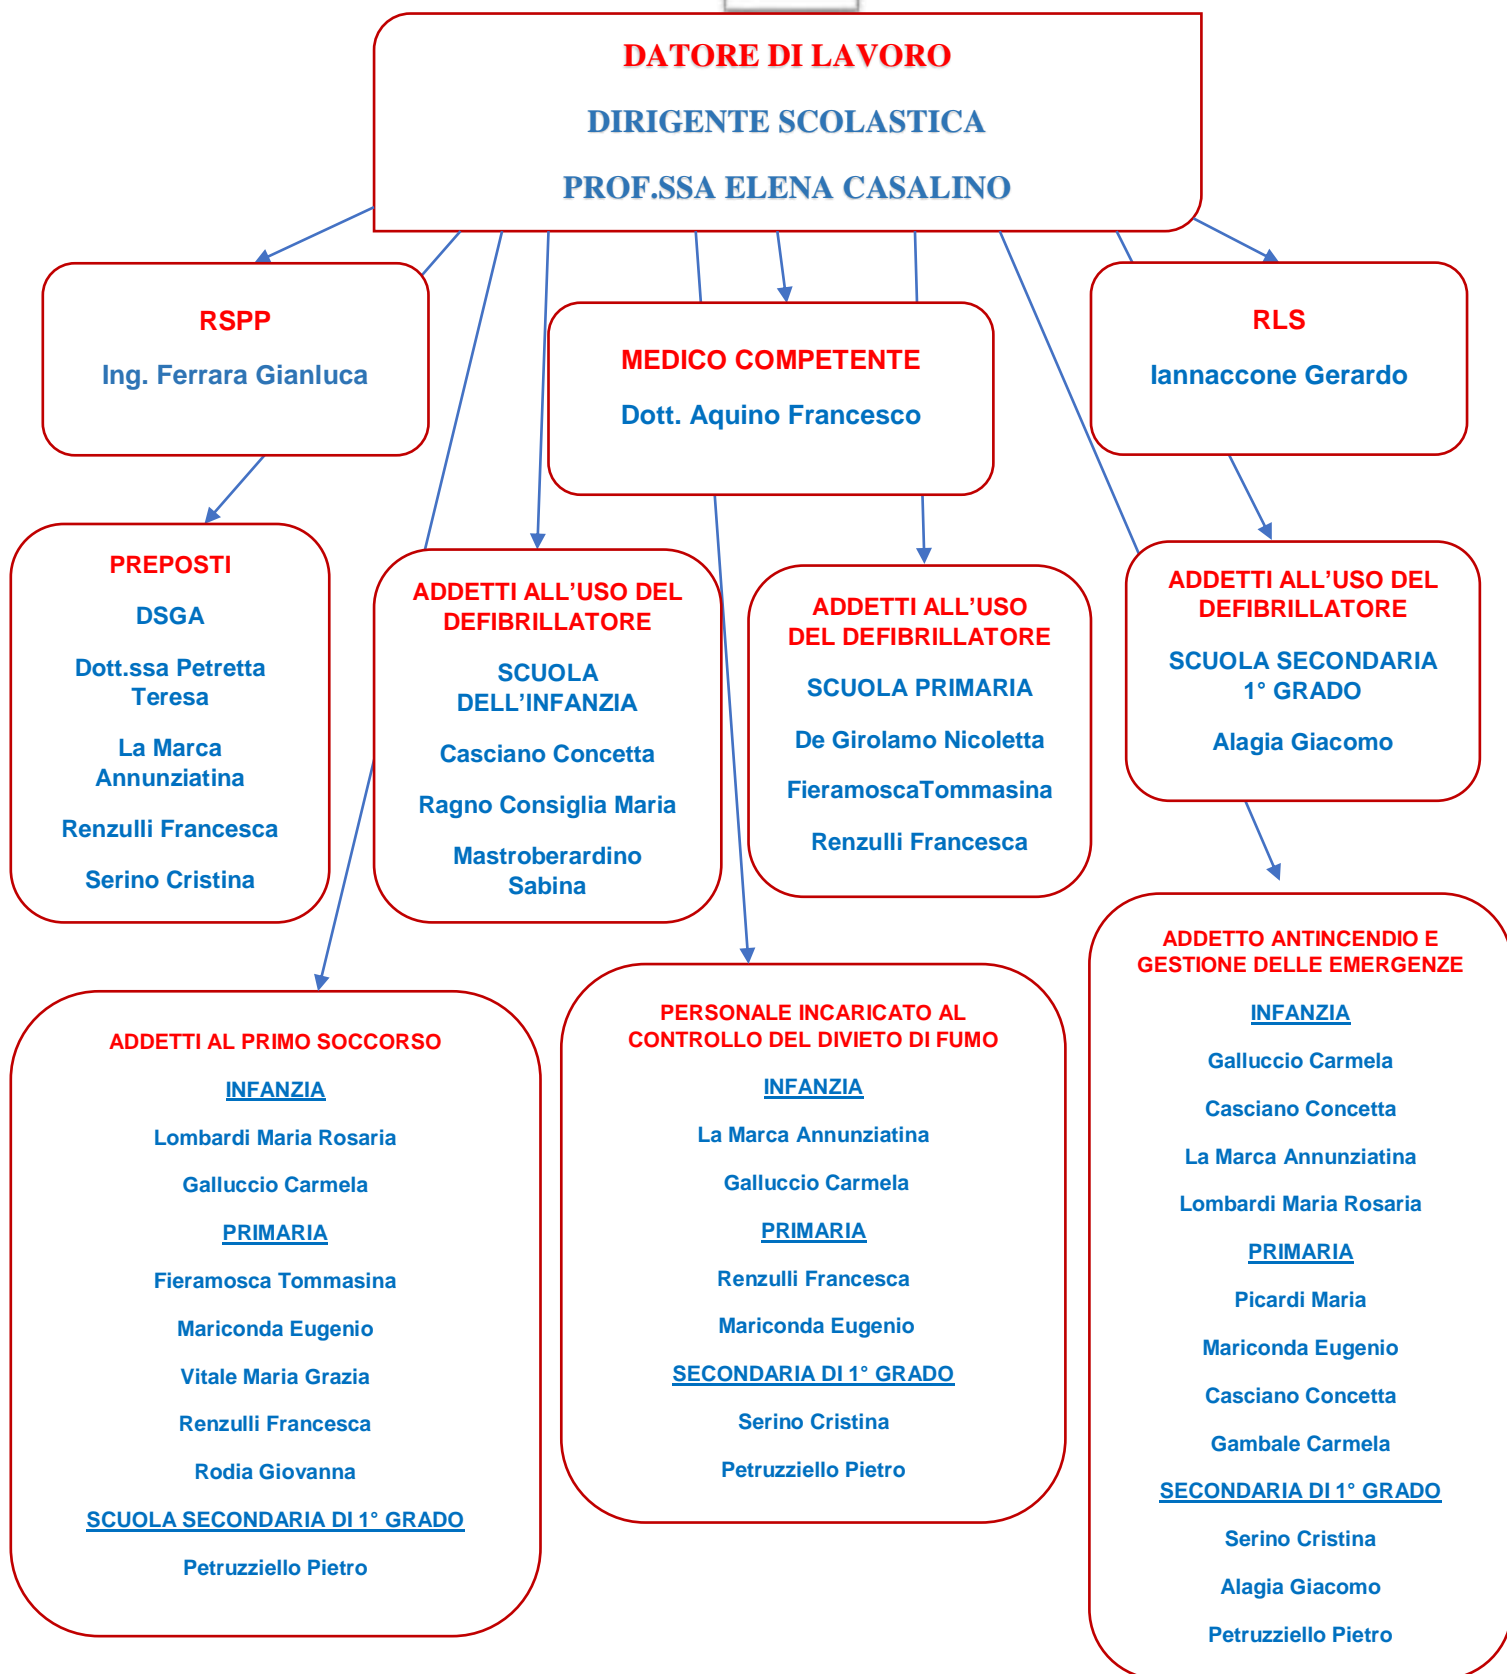 DATORE DI LAVORO
DIRIGENTE SCOLASTICA
PROF.SSA ELENA CASALINO
RSPP
Ing. Ferrara Gianluca
MEDICO COMPETENTE
Dott. Aquino Francesco
RLS
Iannaccone Gerardo
PREPOSTI
DSGA
Dott.ssa Petretta
Teresa
La Marca
Annunziatina
Renzulli Francesca
Serino Cristina
ADDETTI ALL’USO DEL
DEFIBRILLATORE
SCUOLA
DELL’INFANZIA
Casciano Concetta
Ragno Consiglia Maria
Mastroberardino
Sabina
ADDETTI ALL’USO
DEL DEFIBRILLATORE
SCUOLA PRIMARIA
De Girolamo Nicoletta
FieramoscaTommasina
Renzulli Francesca
ADDETTI ALL’USO DEL
DEFIBRILLATORE
SCUOLA SECONDARIA
1° GRADO
Alagia Giacomo
ADDETTI AL PRIMO SOCCORSO
INFANZIA
Lombardi Maria Rosaria
Galluccio Carmela
PRIMARIA
Fieramosca Tommasina
Mariconda Eugenio
Vitale Maria Grazia
Renzulli Francesca
Rodia Giovanna
SCUOLA SECONDARIA DI 1° GRADO
Petruzziello Pietro
PERSONALE INCARICATO AL
CONTROLLO DEL DIVIETO DI FUMO
INFANZIA
La Marca Annunziatina
Galluccio Carmela
PRIMARIA
Renzulli Francesca
Mariconda Eugenio
SECONDARIA DI 1° GRADO
Serino Cristina
Petruzziello Pietro
ADDETTO ANTINCENDIO E
GESTIONE DELLE EMERGENZE
INFANZIA
Galluccio Carmela
Casciano Concetta
La Marca Annunziatina
Lombardi Maria Rosaria
PRIMARIA
Picardi Maria
Mariconda Eugenio
Casciano Concetta
Gambale Carmela
SECONDARIA DI 1° GRADO
Serino Cristina
Alagia Giacomo
Petruzziello Pietro